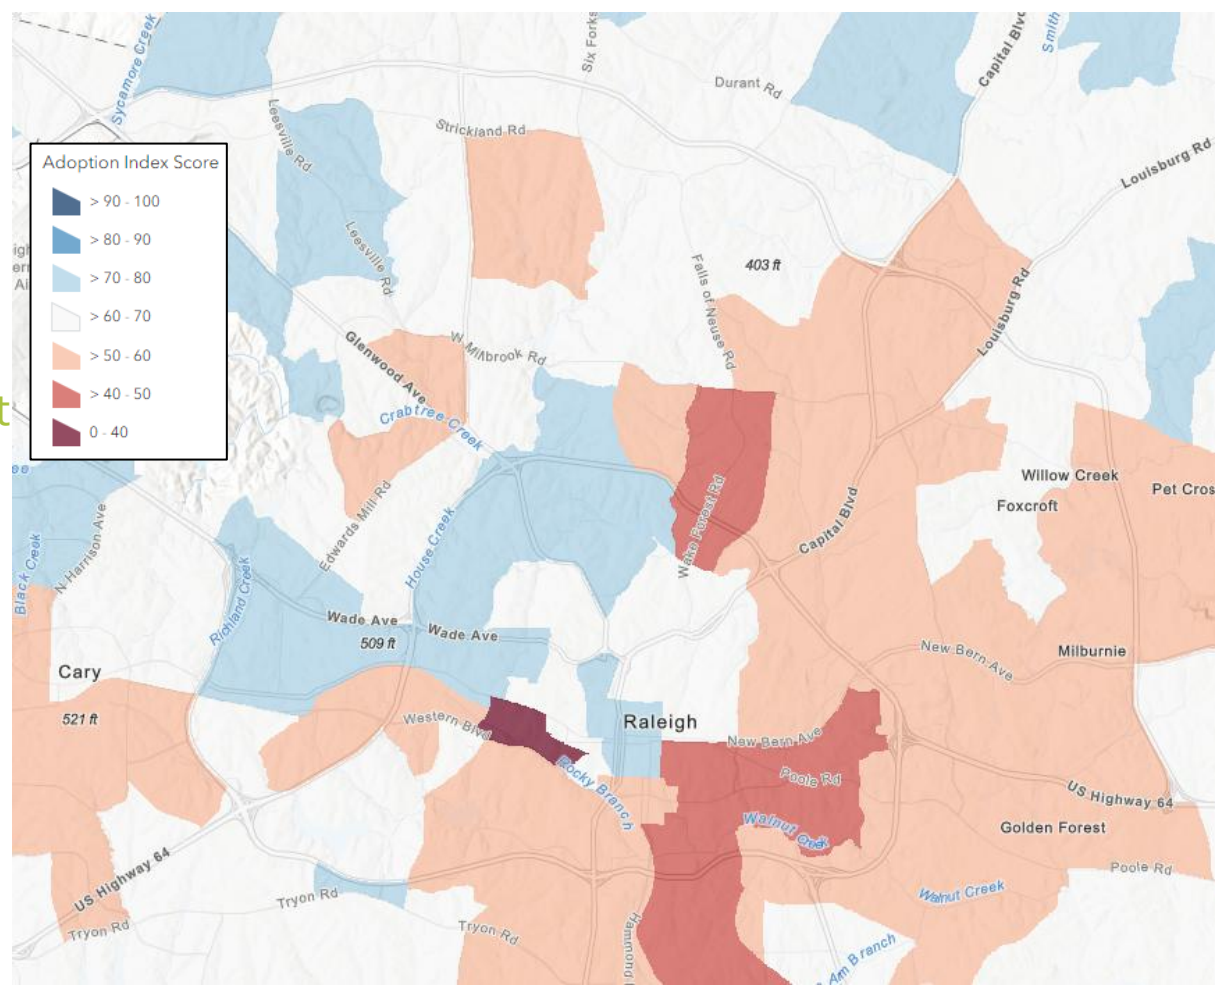 Sycamore Creek
Six Forks
Capital Blvd
Smith
Durant Rd
Leesville Rd
Strickland Rd
Louisburg Rd
Adoption Index Score
> 90 - 100
> 80 - 90
> 70 - 80
> 60 - 70
> 50 - 60
> 40 - 50
0 - 40
Leesville Rd
403 ft
Falls of Neuse Rd
Louisburg Rd
Glenwood Ave
W Millbrook Rd
Crabtree Creek
t
Willow Creek
Pet Cros
Foxcroft
N Harrison Ave
Edwards Mill Rd
House Creek
Wake Forest Rd
Capital Blvd
Black Creek
Richland Creek
Wade Ave
Wade Ave
509 ft
New Bern Ave
Milburnie
Cary
521 ft
Western Blvd
Raleigh
New Bern Ave
Rocky Branch
Poole Rd
US Highway 64
Walnut Creek
Golden Forest
US Highway 64
Poole Rd
Tryon Rd
Walnut Creek
Tryon Rd
Tryon Rd
Hammond
Branch